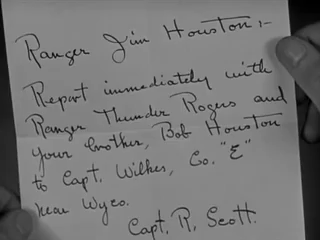 Ranger Jim Houston:-
Report immediately with
Ranger Thunder Rogers and
your brother, Bob Houston
to Capt. Wilkes, Co. "E"
near Wyco.
Capt. R. Scott.